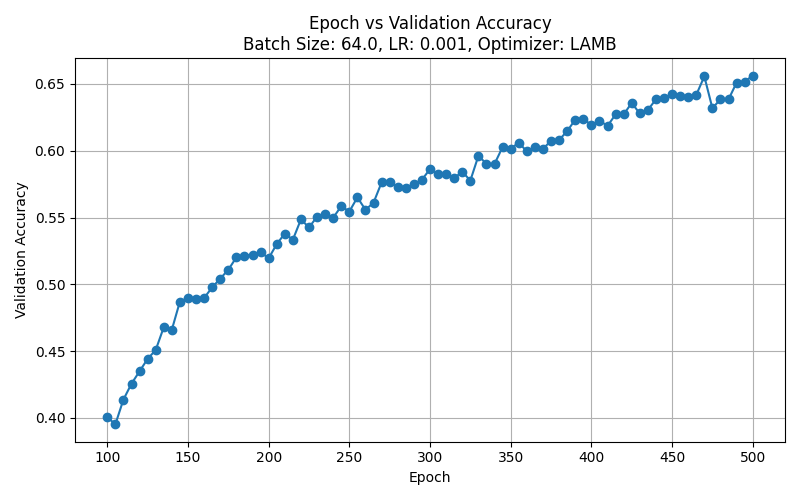 Epoch vs Validation Accuracy
Batch Size: 64.0, LR: 0.001, Optimizer: LAMB
Validation Accuracy
0.65
0.60
0.55
0.50
0.45
0.40
100 150 200 250 300 350 400 450 500
Epoch